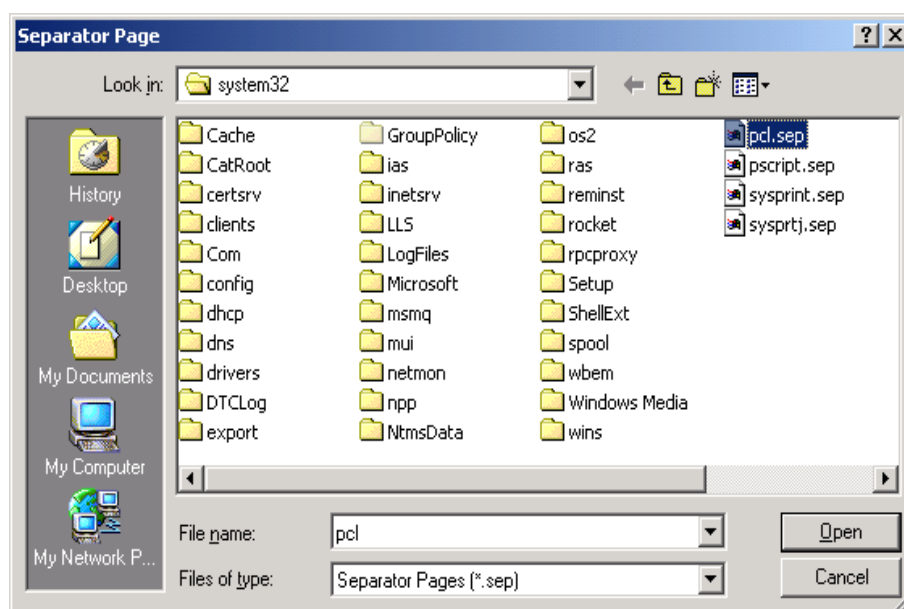 Separator Page
Look in: system32
History
Desktop
My Documents
My Computer
My Network P...
Cache
CatRoot
certsrv
clients
Com
config
dhcp
dns
drivers
DTCLog
export
GroupPolicy
ias
inetsrv
LLS
LogFiles
Microsoft
msmq
mui
netmon
npp
NtmsData
os2
ras
reminst
rocket
rpcproxy
Setup
ShellExt
spool
wbem
Windows Media
wins
pcl.sep
pscript.sep
sysprint.sep
sysprtj.sep
File name: pcl
Open
Files of type: Separator Pages (*.sep)
Cancel